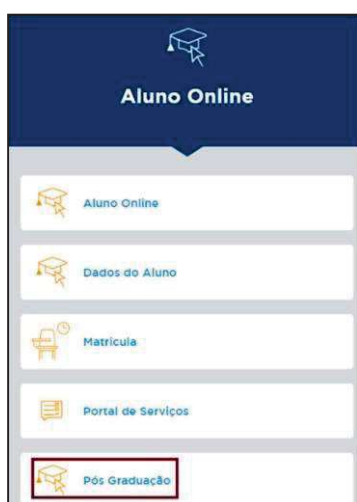 Aluno Online
Aluno Online
Dados do Aluno
Matrícula
Portal de Serviços
Pós Graduação